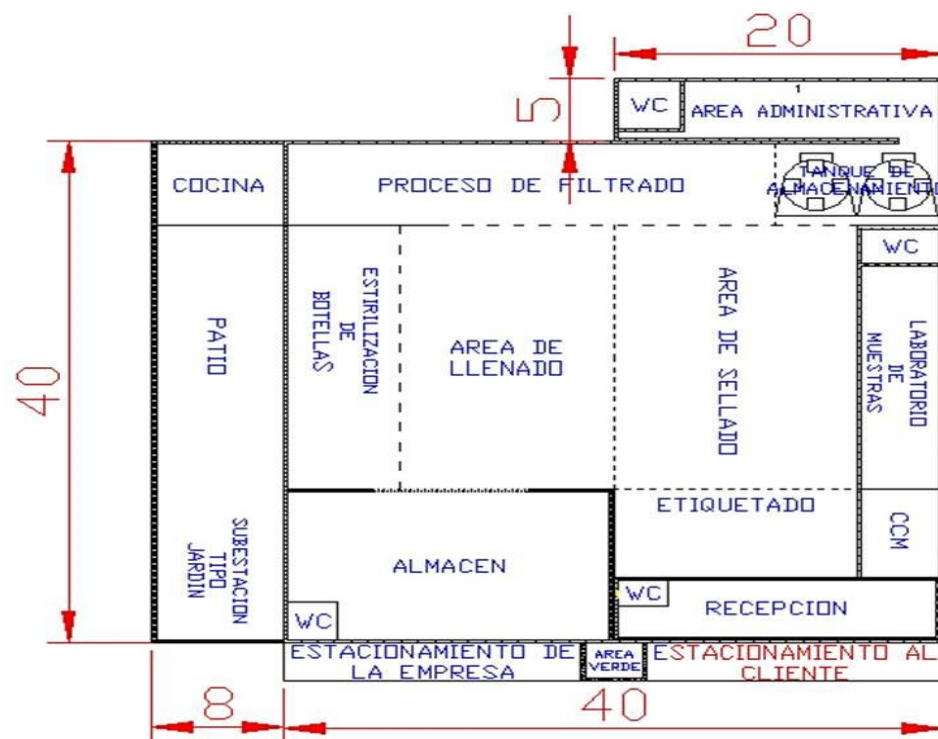 20
5
WC
1
AREA ADMINISTRATIVA
COCINA
PROCESO DE FILTRADO
TANQUE DE
ALMACENAMIENTO
WC
40
PATIO
ESTIRILIZACION
DE
BOTELLAS
AREA DE
LLENADO
AREA DE SELLADO
LABORATORIO
DE
MUESTRAS
SUBESTACION
TIPO
JARDIN
ALMACEN
WC
ETIQUETADO
CCM
WC
RECEPCION
ESTACIONAMIENTO DE
LA EMPRESA
AREA
VERDE
ESTACIONAMIENTO AL
CLIENTE
8
40